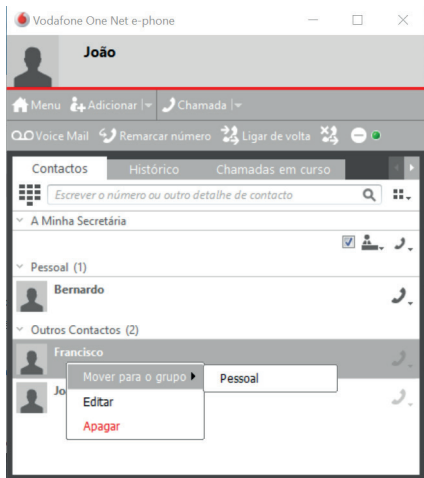 Vodafone One Net e-phone
João
Menu Adicionar Chamada
Voice Mail Remarcar número Ligar de volta
Contactos Histórico Chamadas em curso
Escrever o número ou outro detalhe de contacto
A Minha Secretária
Pessoal (1)
Bernardo
Outros Contactos (2)
Francisco
Mover para o grupo Pessoal
Jo
Editar
Apagar